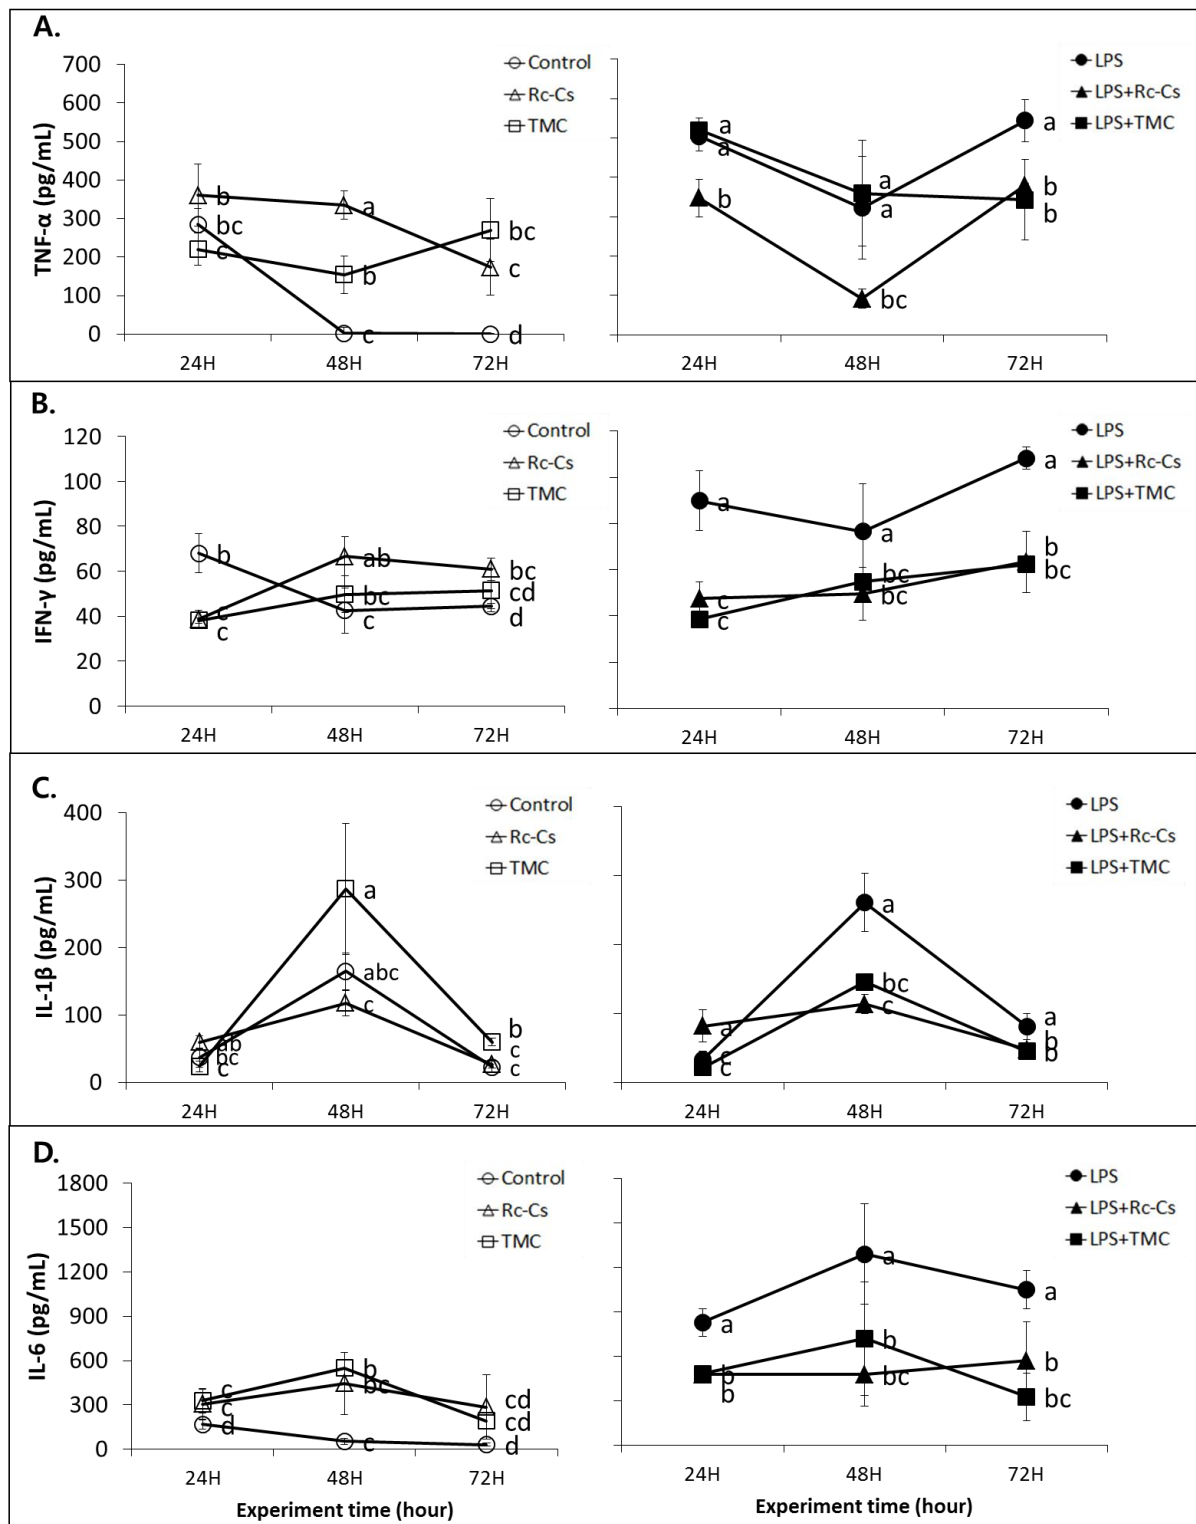 A.
TNF-α (pg/mL)
700
600
500
400
300
200
100
0
Control
Rc-Cs
TMC
b
bc
c
a
b
c
bc
c
d
24H 48H 72H
LPS
LPS+Rc-Cs
LPS+TMC
a
a
b
a
a
bc
a
b
b
24H 48H 72H
B.
IFN-γ (pg/mL)
120
100
80
60
40
20
0
Control
Rc-Cs
TMC
b
c
c
ab
bc
c
bc
cd
d
24H 48H 72H
LPS
LPS+Rc-Cs
LPS+TMC
a
c
c
a
bc
bc
a
b
bc
24H 48H 72H
C.
IL-1β (pg/mL)
400
300
200
100
0
Control
Rc-Cs
TMC
ab
bc
c
a
abc
c
b
c
c
24H 48H 72H
LPS
LPS+Rc-Cs
LPS+TMC
a
c
c
a
bc
c
a
b
b
24H 48H 72H
D.
IL-6 (pg/mL)
1800
1500
1200
900
600
300
0
Control
Rc-Cs
TMC
c
c
d
b
bc
c
cd
cd
d
24H 48H 72H
Experiment time (hour)
LPS
LPS+Rc-Cs
LPS+TMC
a
b
b
a
b
bc
a
b
bc
24H 48H 72H
Experiment time (hour)